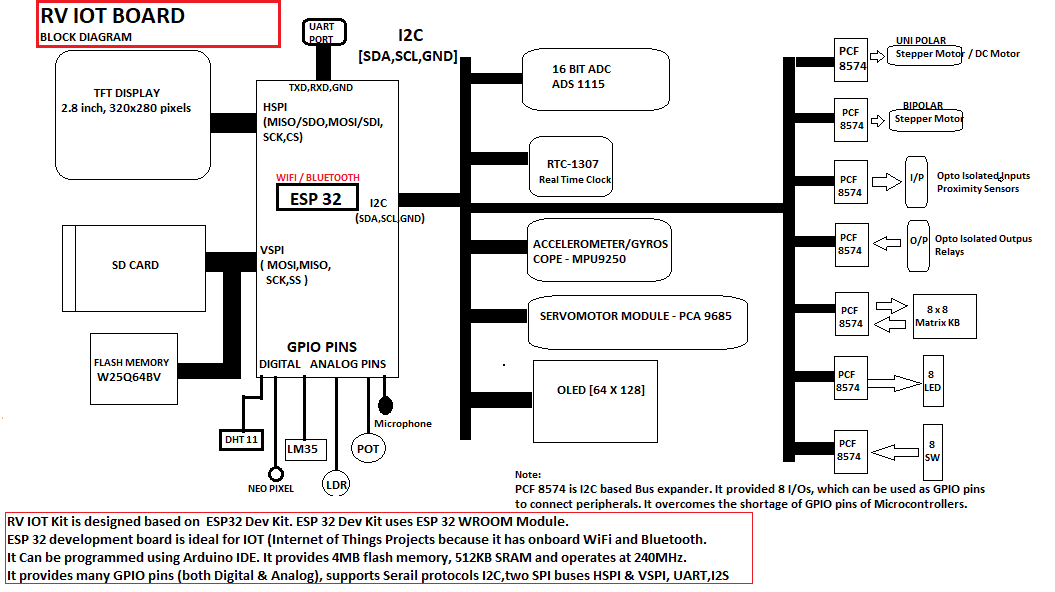 RV IOT BOARD
BLOCK DIAGRAM
UART
PORT
I2C
[SDA,SCL,GND]
TFT DISPLAY
2.8 inch, 320x280 pixels
TXD,RXD,GND
HSPI
(MISO/SDO,MOSI/SDI,
SCK,CS)
WIFI / BLUETOOTH
ESP 32
I2C
(SDA,SCL,GND)
VSPI
( MOSI,MISO,
SCK,SS )
SD CARD
FLASH MEMORY
W25Q64BV
GPIO PINS
DIGITAL ANALOG PINS
DHT 11
NEO PIXEL
LM35
LDR
POT
Microphone
16 BIT ADC
ADS 1115
RTC-1307
Real Time Clock
ACCELEROMETER/GYROS
COPE - MPU9250
SERVOMOTOR MODULE - PCA 9685
OLED [64 X 128]
PCF
8574
UNI POLAR
Stepper Motor / DC Motor
PCF
8574
BIPOLAR
Stepper Motor
PCF
8574
I/P
Opto Isolated Inputs
Proximity Sensors
PCF
8574
O/P
Opto Isolated Outpus
Relays
PCF
8574
8 x 8
Matrix KB
PCF
8574
8
LED
PCF
8574
8
SW
Note:
PCF 8574 is I2C based Bus expander. It provided 8 I/Os, which can be used as GPIO pins
to connect peripherals. It overcomes the shortage of GPIO pins of Microcontrollers.
RV IOT Kit is designed based on ESP32 Dev Kit. ESP 32 Dev Kit uses ESP 32 WROOM Module.
ESP 32 development board is ideal for IOT (Internet of Things Projects because it has onboard WiFi and Bluetooth.
It Can be programmed using Arduino IDE. It provides 4MB flash memory, 512KB SRAM and operates at 240MHz.
It provides many GPIO pins (both Digital & Analog), supports Serail protocols I2C,two SPI buses HSPI & VSPI, UART,I2S